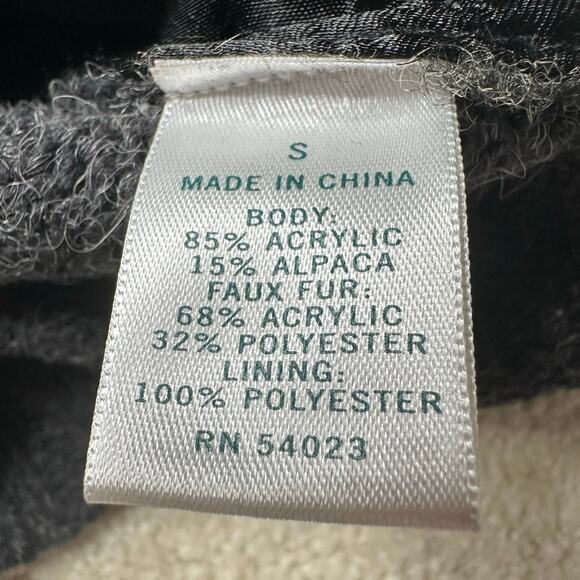 S
MADE IN CHINA
BODY:
85% ACRYLIC
15% ALPACA
FAUX FUR:
68% ACRYLIC
32% POLYESTER
LINING:
100% POLYESTER
RN 54023